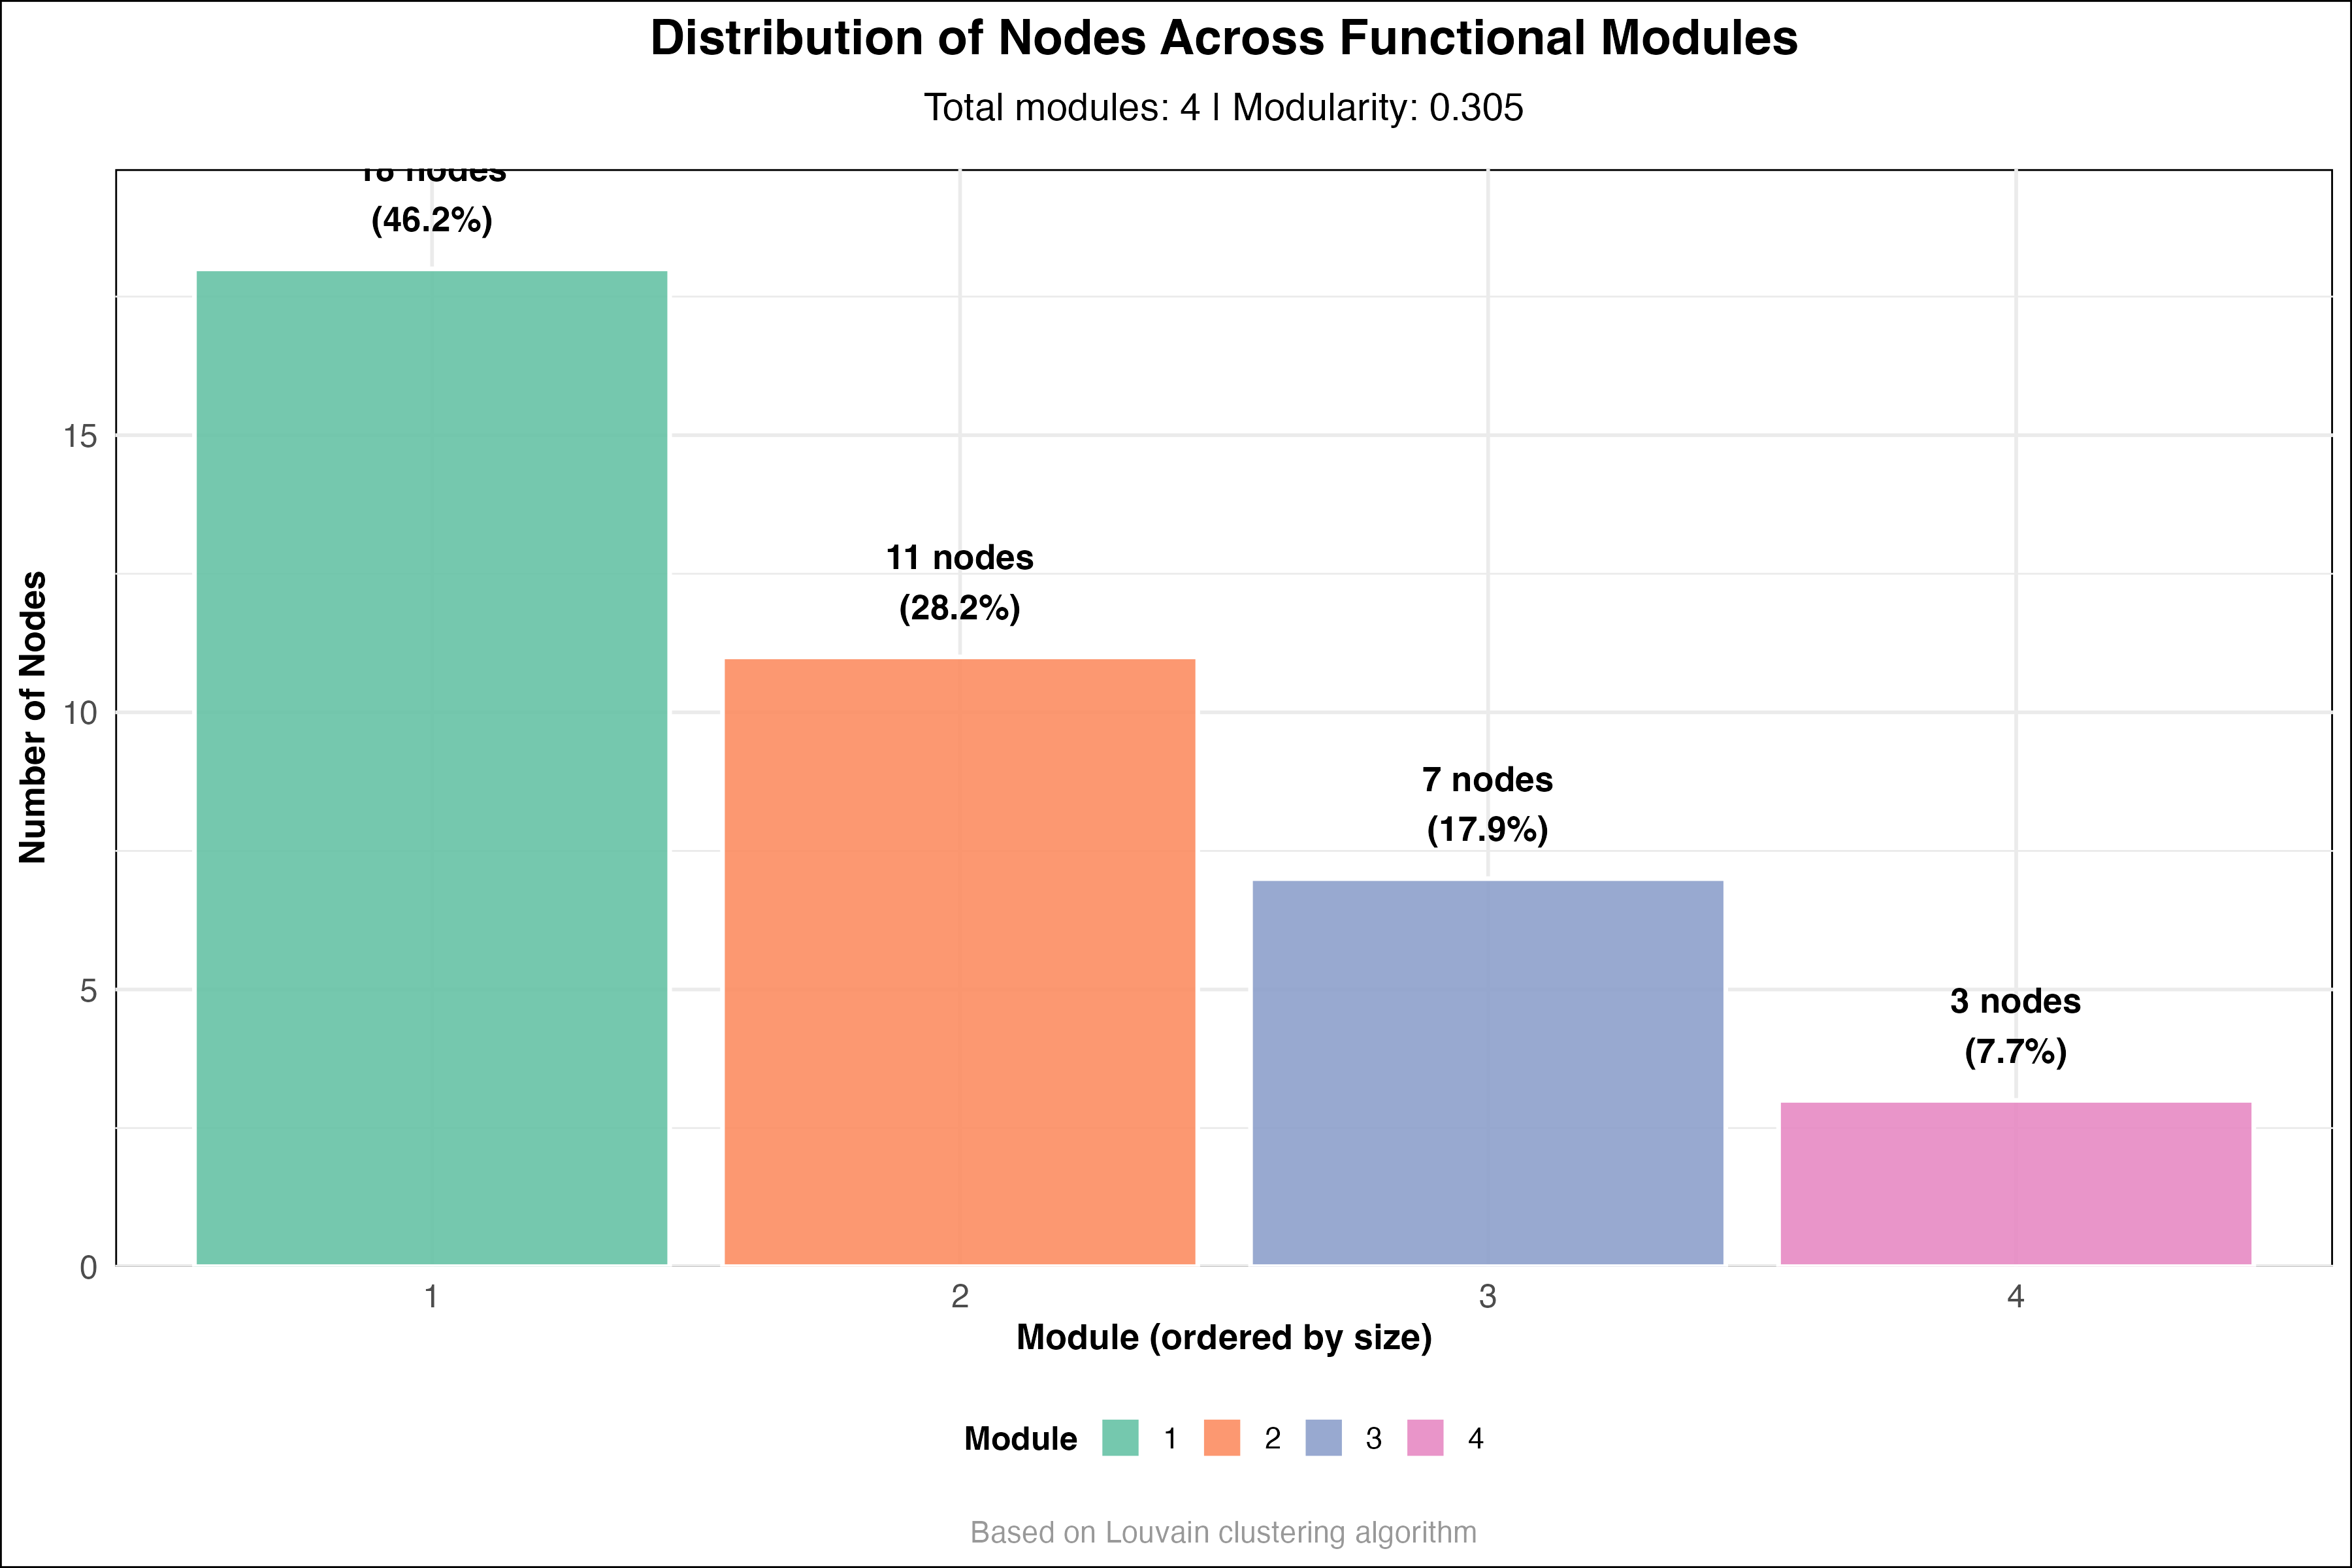 Distribution of Nodes Across Functional Modules
Total modules: 4 | Modularity: 0.305
18 nodes
(46.2%)
11 nodes
(28.2%)
7 nodes
(17.9%)
3 nodes
(7.7%)
Number of Nodes
15
10
5
0
1 2 3 4
Module (ordered by size)
Module 1 2 3 4
Based on Louvain clustering algorithm